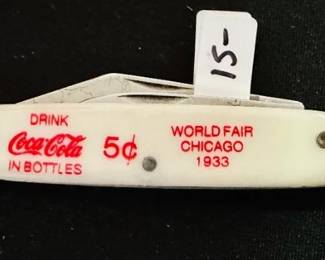 15-
DRINK
Coca-Cola
IN BOTTLES
5¢
WORLD FAIR
CHICAGO
1933